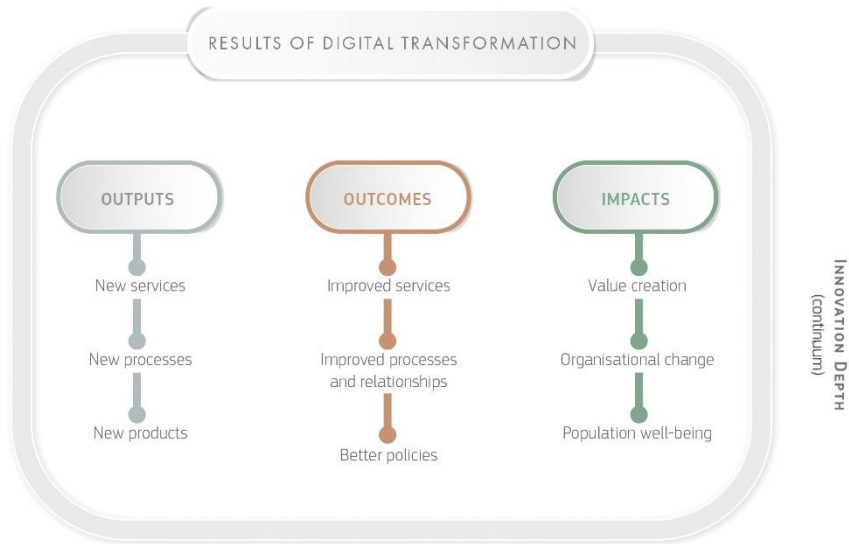 RESULTS OF DIGITAL TRANSFORMATION
OUTPUTS
New services
New processes
New products
OUTCOMES
Improved services
Improved processes
and relationships
Better policies
IMPACTS
Value creation
Organisational change
Population well-being
INNOVATION DEPTH
(continuum)